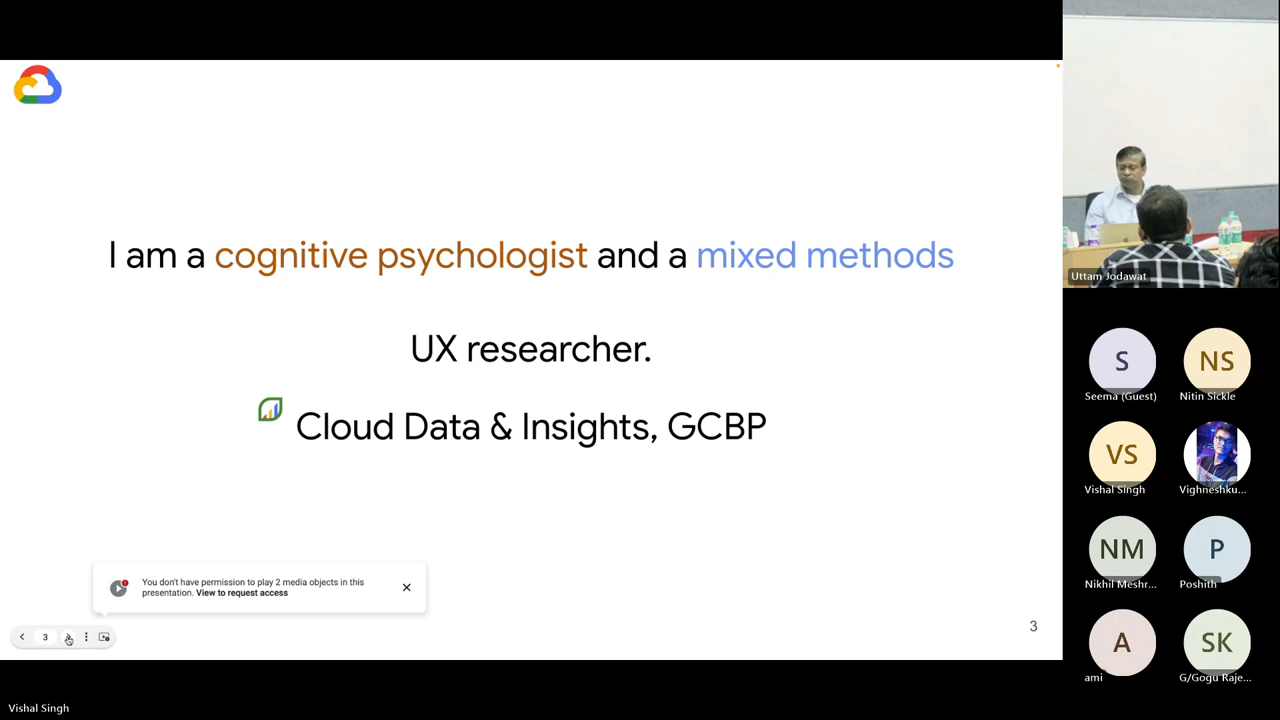 I am a cognitive psychologist and a mixed methods
UX researcher.
Cloud Data & Insights, GCBP
You don't have permission to play 2 media objects in this
presentation. View to request access
3
3
Vishal Singh
Uttam Jodawat
S
Seema (Guest)
NS
Nitin Sickle
VS
Vishal Singh
Vighneshku...
NM
Nikhil Meshr...
P
Poshith
A
ami
SK
G/Gogu Raje...